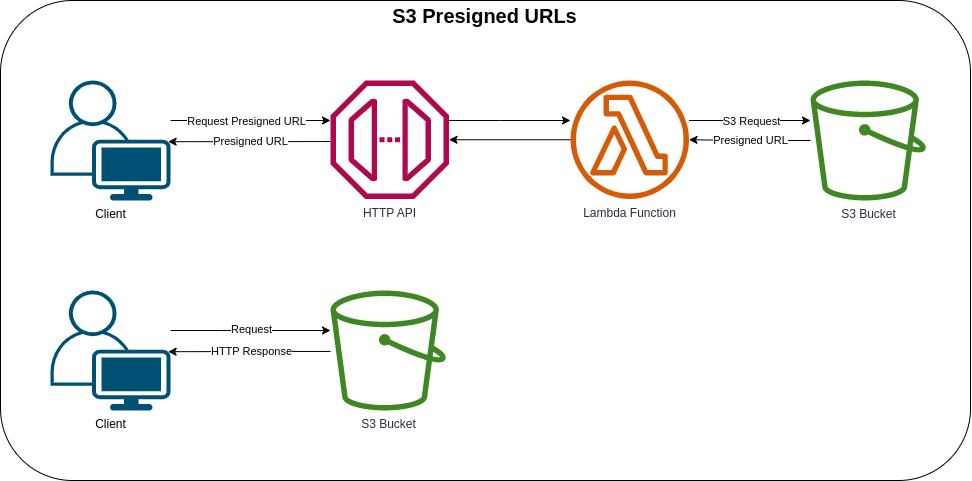 S3 Presigned URLs
Request Presigned URL
S3 Request
Presigned URL
Presigned URL
Client
HTTP API
Lambda Function
S3 Bucket
Request
HTTP Response
Client
S3 Bucket